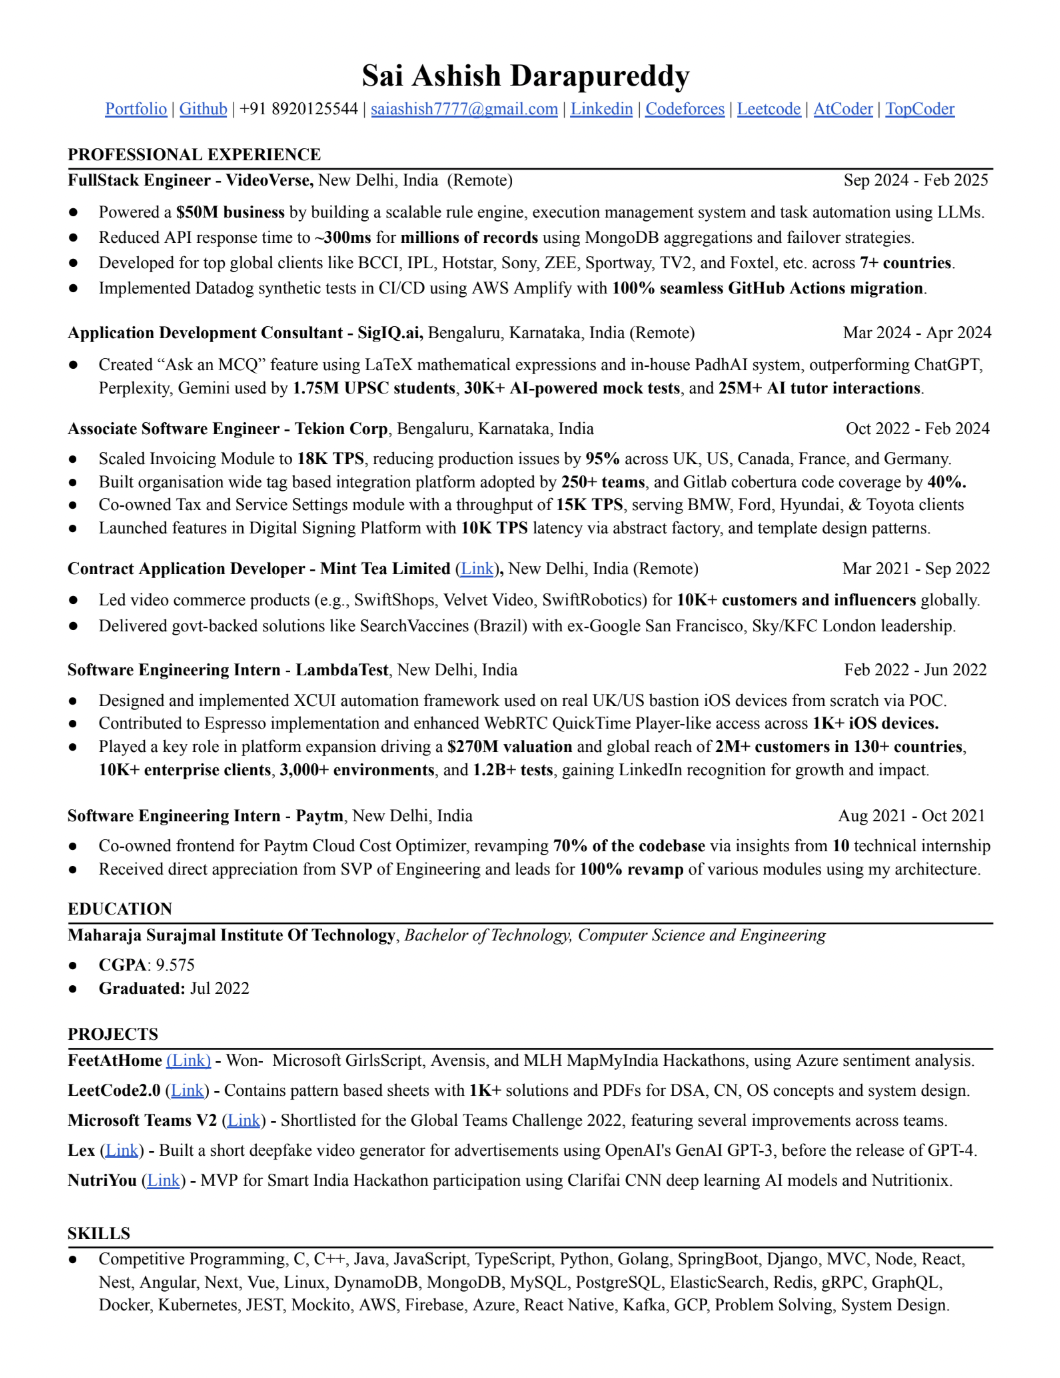 Sai Ashish Darapureddy
Portfolio | Github | +91 8920125544 | saiashish7777@gmail.com | Linkedin | Codeforces | Leetcode | AtCoder | TopCoder
PROFESSIONAL EXPERIENCE
FullStack Engineer - VideoVerse, New Delhi, India (Remote) Sep 2024 - Feb 2025
● Powered a $50M business by building a scalable rule engine, execution management system and task automation using LLMs.
● Reduced API response time to ~300ms for millions of records using MongoDB aggregations and failover strategies.
● Developed for top global clients like BCCI, IPL, Hotstar, Sony, ZEE, Sportway, TV2, and Foxtel, etc. across 7+ countries.
● Implemented Datadog synthetic tests in CI/CD using AWS Amplify with 100% seamless GitHub Actions migration.
Application Development Consultant - SigIQ.ai, Bengaluru, Karnataka, India (Remote) Mar 2024 - Apr 2024
● Created “Ask an MCQ” feature using LaTeX mathematical expressions and in-house PadhAI system, outperforming ChatGPT,
Perplexity, Gemini used by 1.75M UPSC students, 30K+ AI-powered mock tests, and 25M+ AI tutor interactions.
Associate Software Engineer - Tekion Corp, Bengaluru, Karnataka, India Oct 2022 - Feb 2024
● Scaled Invoicing Module to 18K TPS, reducing production issues by 95% across UK, US, Canada, France, and Germany.
● Built organisation wide tag based integration platform adopted by 250+ teams, and Gitlab cobertura code coverage by 40%.
● Co-owned Tax and Service Settings module with a throughput of 15K TPS, serving BMW, Ford, Hyundai, & Toyota clients
● Launched features in Digital Signing Platform with 10K TPS latency via abstract factory, and template design patterns.
Contract Application Developer - Mint Tea Limited (Link), New Delhi, India (Remote) Mar 2021 - Sep 2022
● Led video commerce products (e.g., SwiftShops, Velvet Video, SwiftRobotics) for 10K+ customers and influencers globally.
● Delivered govt-backed solutions like SearchVaccines (Brazil) with ex-Google San Francisco, Sky/KFC London leadership.
Software Engineering Intern - LambdaTest, New Delhi, India Feb 2022 - Jun 2022
● Designed and implemented XCUI automation framework used on real UK/US bastion iOS devices from scratch via POC.
● Contributed to Espresso implementation and enhanced WebRTC QuickTime Player-like access across 1K+ iOS devices.
● Played a key role in platform expansion driving a $270M valuation and global reach of 2M+ customers in 130+ countries,
10K+ enterprise clients, 3,000+ environments, and 1.2B+ tests, gaining LinkedIn recognition for growth and impact.
Software Engineering Intern - Paytm, New Delhi, India Aug 2021 - Oct 2021
● Co-owned frontend for Paytm Cloud Cost Optimizer, revamping 70% of the codebase via insights from 10 technical internship
● Received direct appreciation from SVP of Engineering and leads for 100% revamp of various modules using my architecture.
EDUCATION
Maharaja Surajmal Institute Of Technology, Bachelor of Technology, Computer Science and Engineering
● CGPA: 9.575
● Graduated: Jul 2022
PROJECTS
FeetAtHome (Link) - Won- Microsoft GirlsScript, Avensis, and MLH MapMyIndia Hackathons, using Azure sentiment analysis.
LeetCode2.0 (Link) - Contains pattern based sheets with 1K+ solutions and PDFs for DSA, CN, OS concepts and system design.
Microsoft Teams V2 (Link) - Shortlisted for the Global Teams Challenge 2022, featuring several improvements across teams.
Lex (Link) - Built a short deepfake video generator for advertisements using OpenAI's GenAI GPT-3, before the release of GPT-4.
NutriYou (Link) - MVP for Smart India Hackathon participation using Clarifai CNN deep learning AI models and Nutritionix.
SKILLS
● Competitive Programming, C, C++, Java, JavaScript, TypeScript, Python, Golang, SpringBoot, Django, MVC, Node, React,
Nest, Angular, Next, Vue, Linux, DynamoDB, MongoDB, MySQL, PostgreSQL, ElasticSearch, Redis, gRPC, GraphQL,
Docker, Kubernetes, JEST, Mockito, AWS, Firebase, Azure, React Native, Kafka, GCP, Problem Solving, System Design.